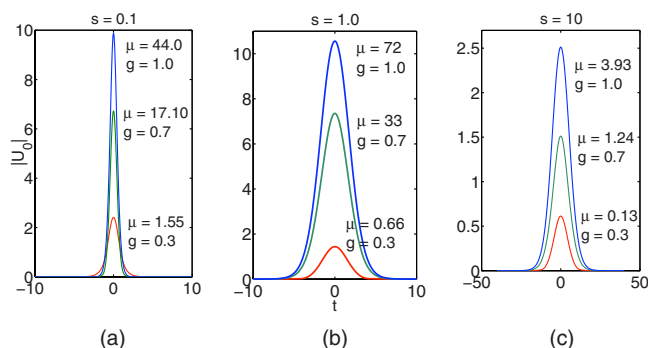 s = 0.1
10
8
6
4
2
0
−10
0
10
|U0|
μ = 44.0
g = 1.0
μ = 17.10
g = 0.7
μ = 1.55
g = 0.3
(a)
s = 1.0
10
8
6
4
2
0
−10
0
10
t
μ = 72
g = 1.0
μ = 33
g = 0.7
μ = 0.66
g = 0.3
(b)
s = 10
2.5
2
1.5
1
0.5
0
−50
0
50
μ = 3.93
g = 1.0
μ = 1.24
g = 0.7
μ = 0.13
g = 0.3
(c)